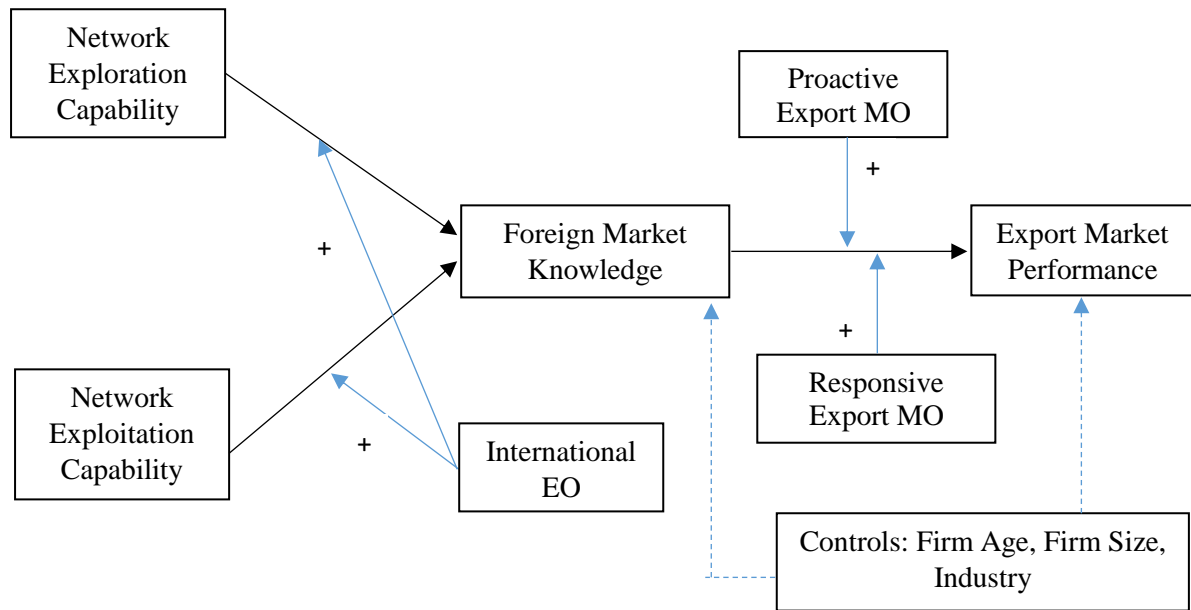 Network
Exploration
Capability
Proactive
Export MO
+
+
Foreign Market
Knowledge
Export Market
Performance
+
Network
Exploitation
Capability
+
Responsive
Export MO
International
EO
Controls: Firm Age, Firm Size,
Industry